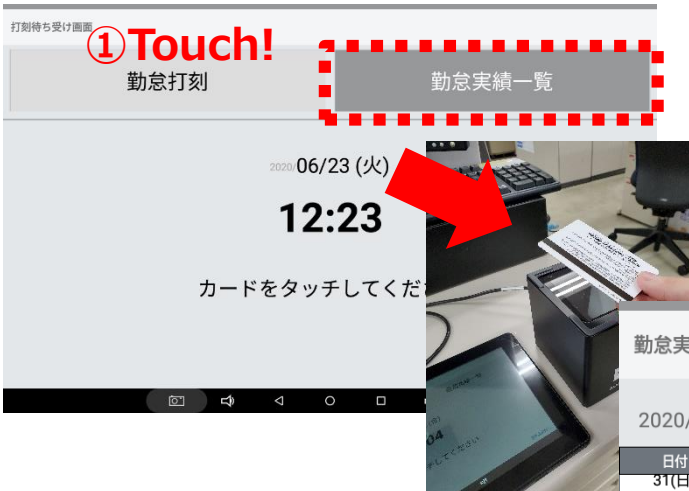 打刻待ち受け画面
①Touch!
勤怠打刻
勤怠実績一覧
2020/06/23 (火)
12:23
カードをタッチしてくだ
勤怠実
2020/
日付
31(日